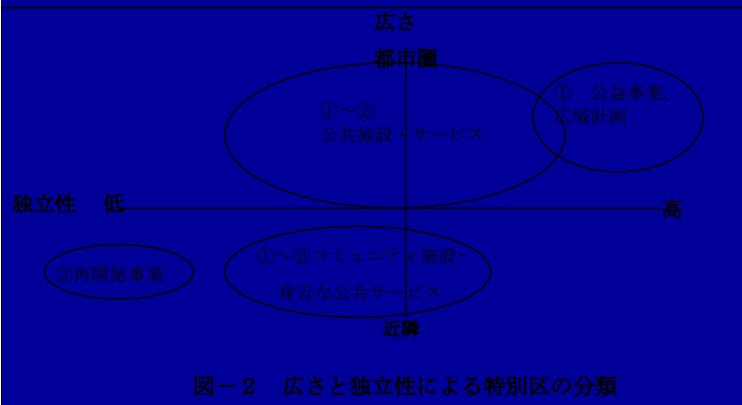 広さ
都市圏
①～②
公共施設・サービス
① 公益事業、
広域計画
独立性 低
高
③再開発事業
①～②コミュニティ施設・
身近な公共サービス
近隣
図－２ 広さと独立性による特別区の分類